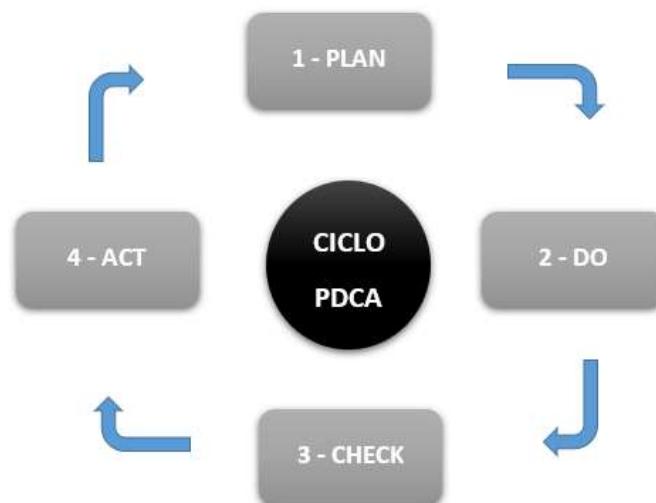 1 - PLAN
2 - DO
3 - CHECK
4 - ACT
CICLO
PDCA